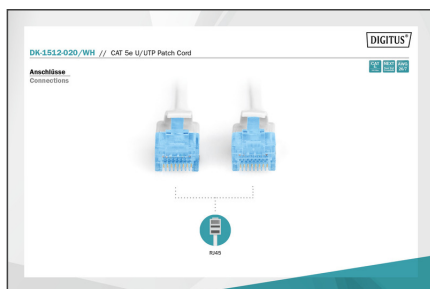 DIGITUS®
DK-1512-020/WH // CAT 5e U/UTP Patch Cord
Anschlüsse
Connections
RJ45